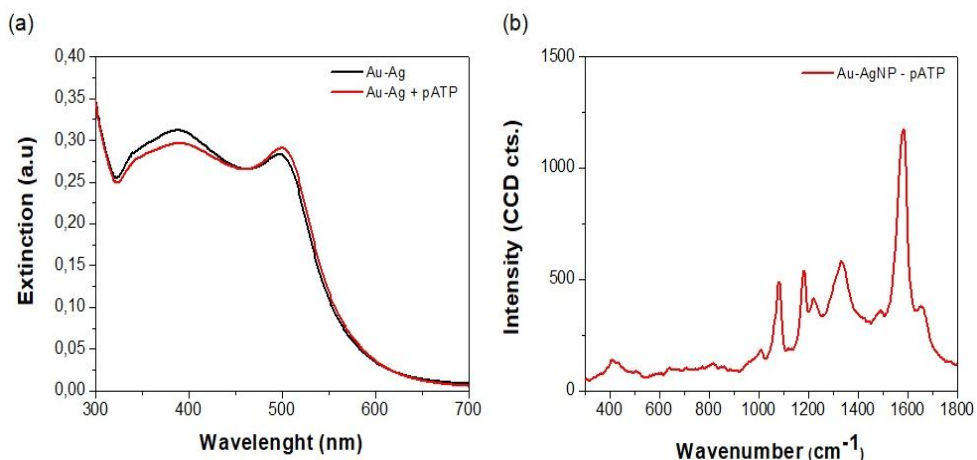 (a)
0,40
0,35
0,30
0,25
0,20
0,15
0,10
0,05
0,00
Extinction (a.u)
Au-Ag
Au-Ag + pATP
300 400 500 600 700
Wavelenght (nm)
(b)
1500
1000
500
0
Intensity (CCD cts.)
Au-AgNP - pATP
400 600 800 1000 1200 1400 1600 1800
Wavenumber (cm-1)